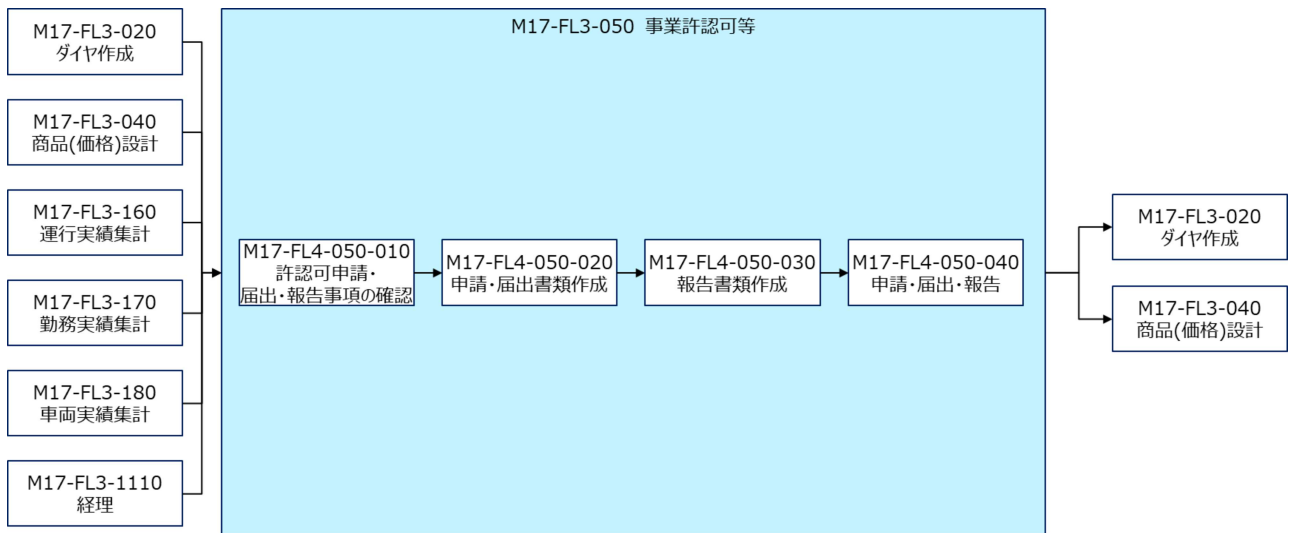 M17-FL3-050 事業許認可等
M17-FL3-020
ダイヤ作成
M17-FL3-040
商品(価格)設計
M17-FL3-160
運行実績集計
M17-FL3-170
勤務実績集計
M17-FL3-180
車両実績集計
M17-FL3-1110
経理
M17-FL4-050-010
許認可申請・
届出・報告事項の確認
M17-FL4-050-020
申請・届出書類作成
M17-FL4-050-030
報告書類作成
M17-FL4-050-040
申請・届出・報告
M17-FL3-020
ダイヤ作成
M17-FL3-040
商品(価格)設計